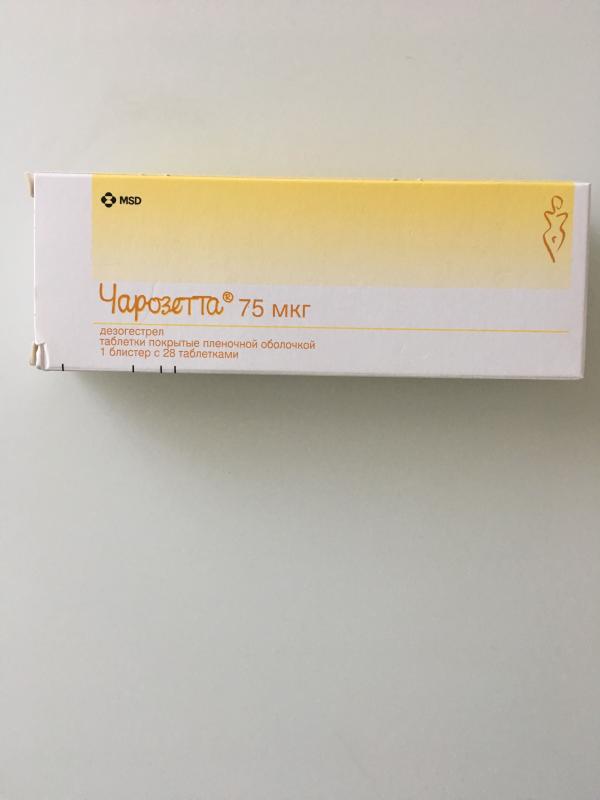 MSD
Чарозетта® 75 мкг
дезогестрел
таблетки покрытые пленочной оболочкой
1 блистер с 28 таблетками